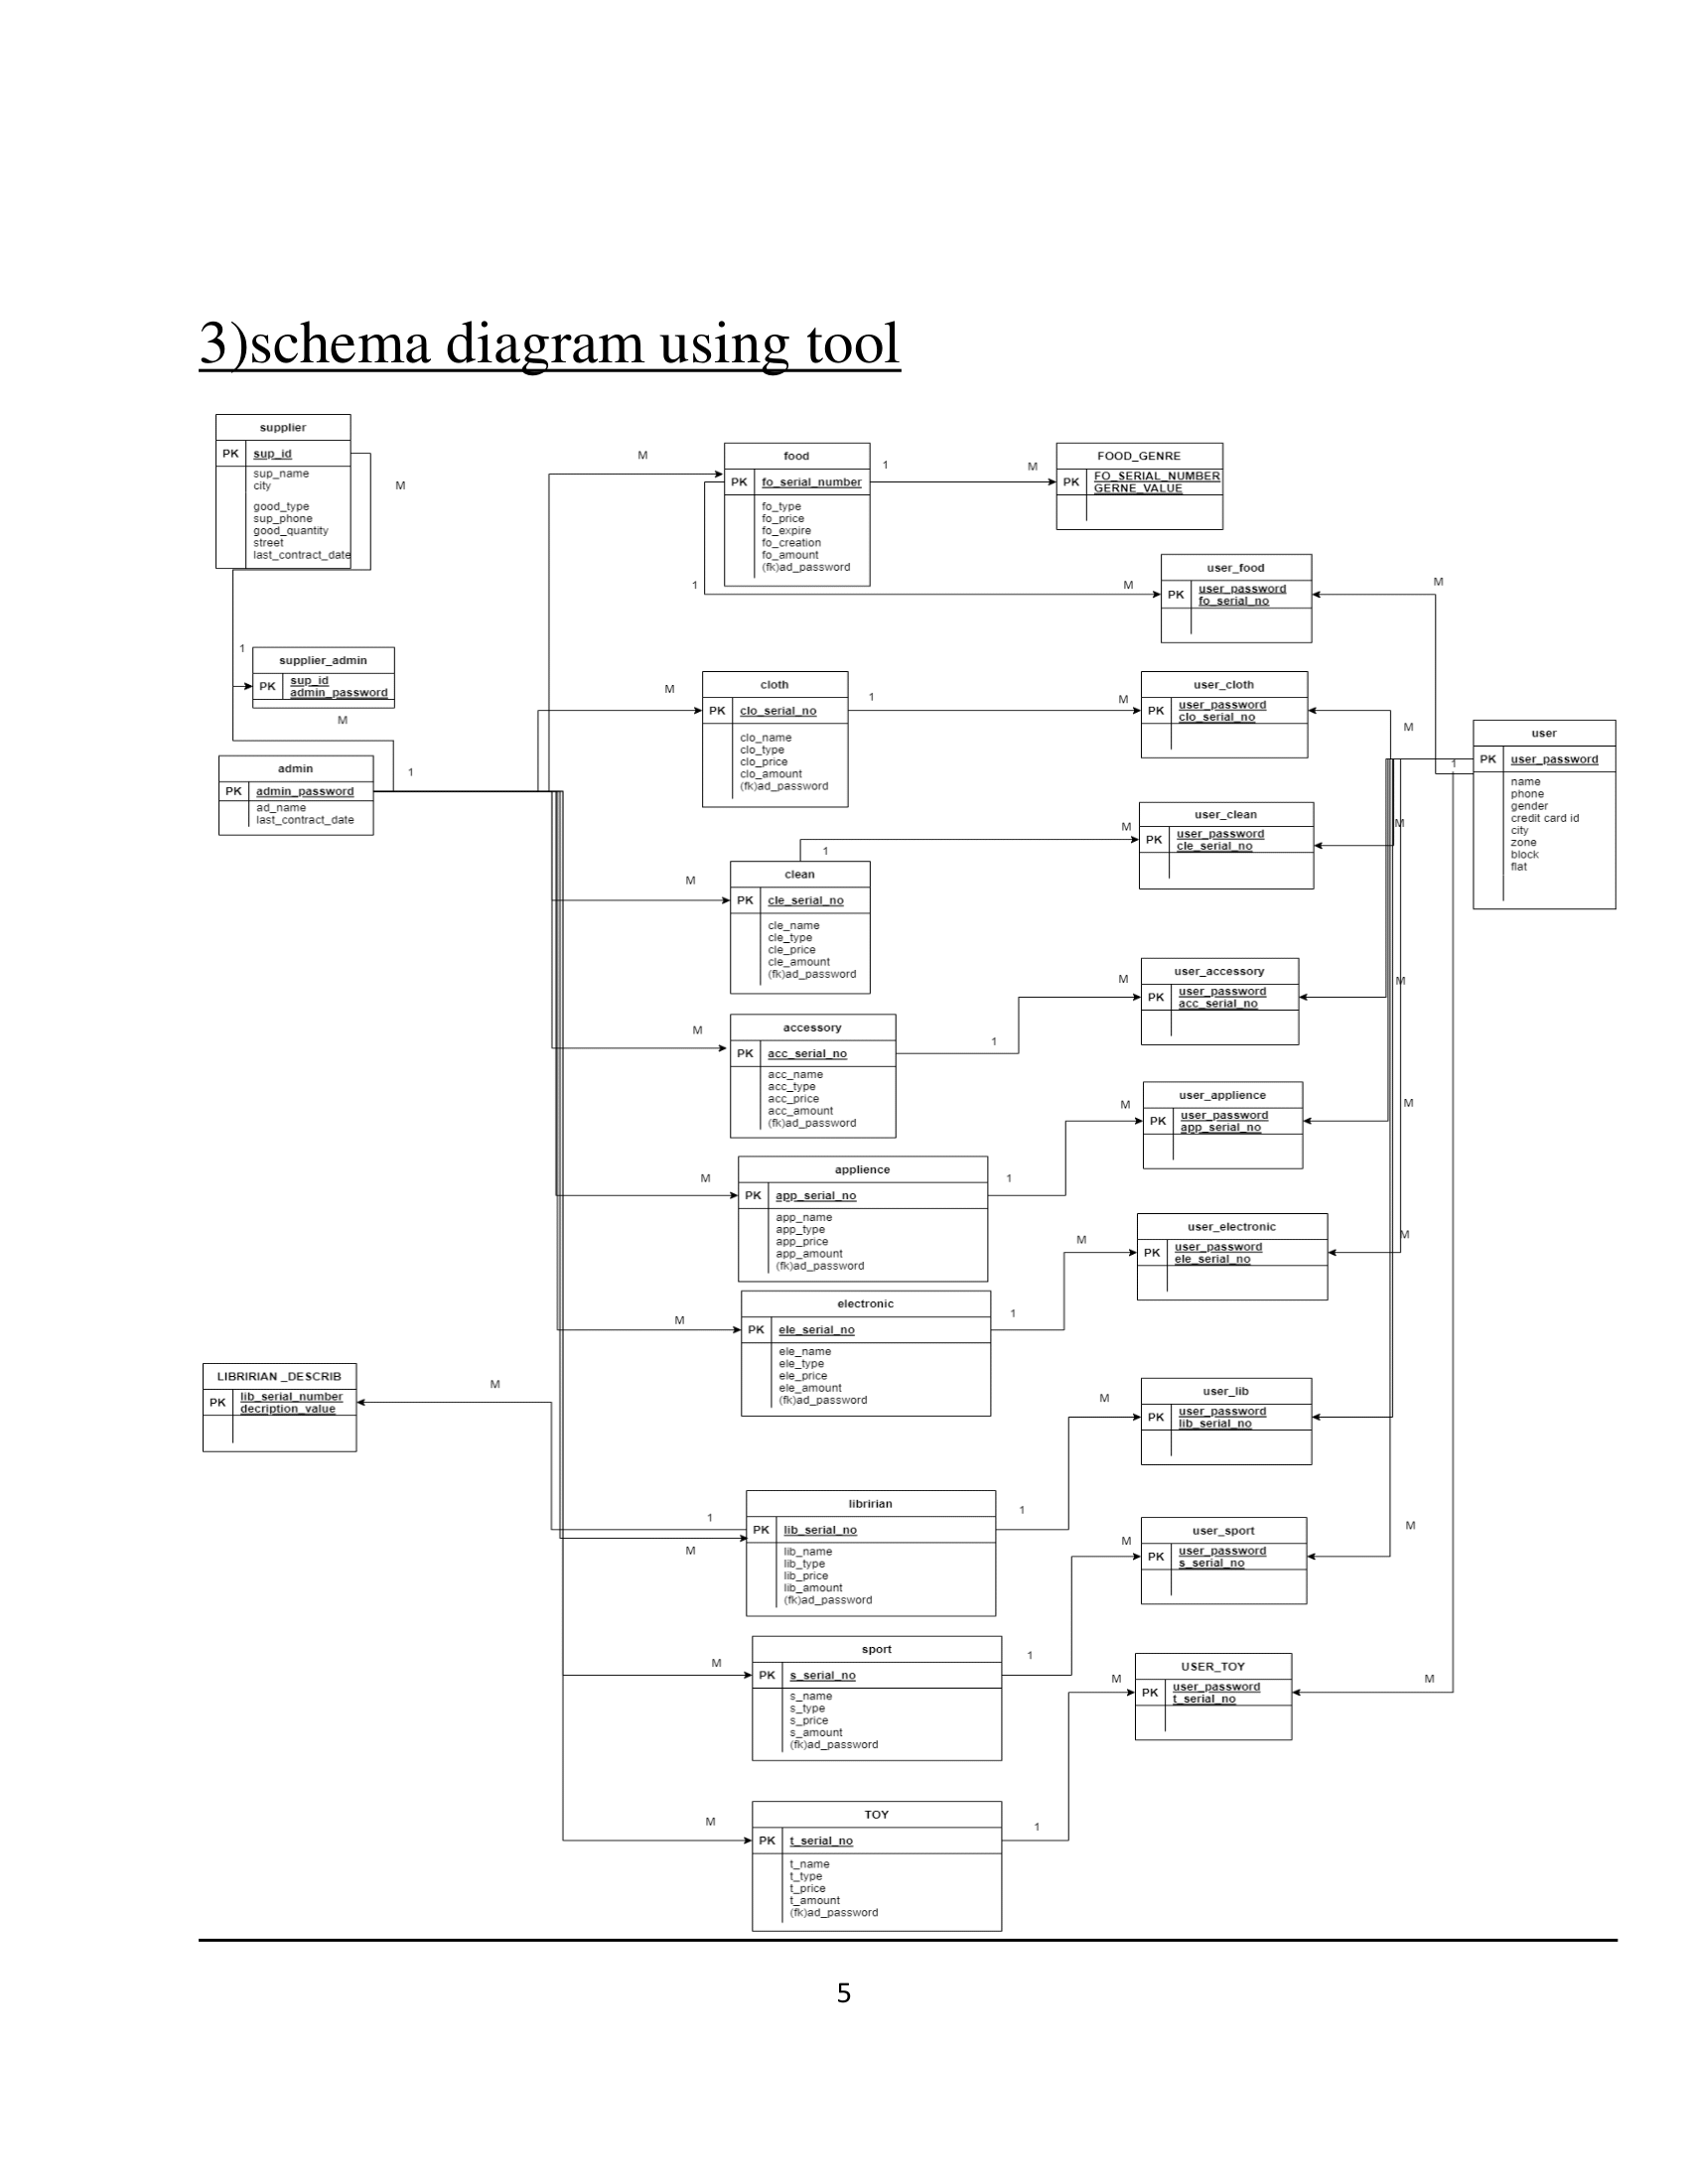 3)schema diagram using tool
supplier
PK sup_id
sup_name
city
good_type
sup_phone
good_quantity
street
last_contract_date
M
1
supplier_admin
PK sup_id
admin_password
M
admin
PK admin_password
ad_name
last_contract_date
1
M
food
PK fo_serial_number
fo_type
fo_price
fo_expire
fo_creation
fo_amount
(fk)ad_password
1
M
FOOD_GENRE
PK FO_SERIAL_NUMBER
GERNE_VALUE
1
M
user_food
PK user_password
fo_serial_no
M
M
cloth
PK clo_serial_no
clo_name
clo_type
clo_price
clo_amount
(fk)ad_password
1
M
user_cloth
PK user_password
clo_serial_no
M
user
PK user_password
name
phone
gender
credit card id
city
zone
block
flat
1
M
clean
PK cle_serial_no
cle_name
cle_type
cle_price
cle_amount
(fk)ad_password
1
M
user_clean
PK user_password
cle_serial_no
M
M
accessory
PK acc_serial_no
acc_name
acc_type
acc_price
acc_amount
(fk)ad_password
1
M
user_accessory
PK user_password
acc_serial_no
M
M
applience
PK app_serial_no
app_name
app_type
app_price
app_amount
(fk)ad_password
1
M
user_applience
PK user_password
app_serial_no
M
M
electronic
PK ele_serial_no
ele_name
ele_type
ele_price
ele_amount
(fk)ad_password
1
M
user_electronic
PK user_password
ele_serial_no
M
LIBRIRIAN _DESCRIB
PK lib_serial_number
decription_value
M
1
M
libririan
PK lib_serial_no
lib_name
lib_type
lib_price
lib_amount
(fk)ad_password
1
M
user_lib
PK user_password
lib_serial_no
M
sport
PK s_serial_no
s_name
s_type
s_price
s_amount
(fk)ad_password
1
M
user_sport
PK user_password
s_serial_no
M
M
TOY
PK t_serial_no
t_name
t_type
t_price
t_amount
(fk)ad_password
1
M
USER_TOY
PK user_password
t_serial_no
M
5